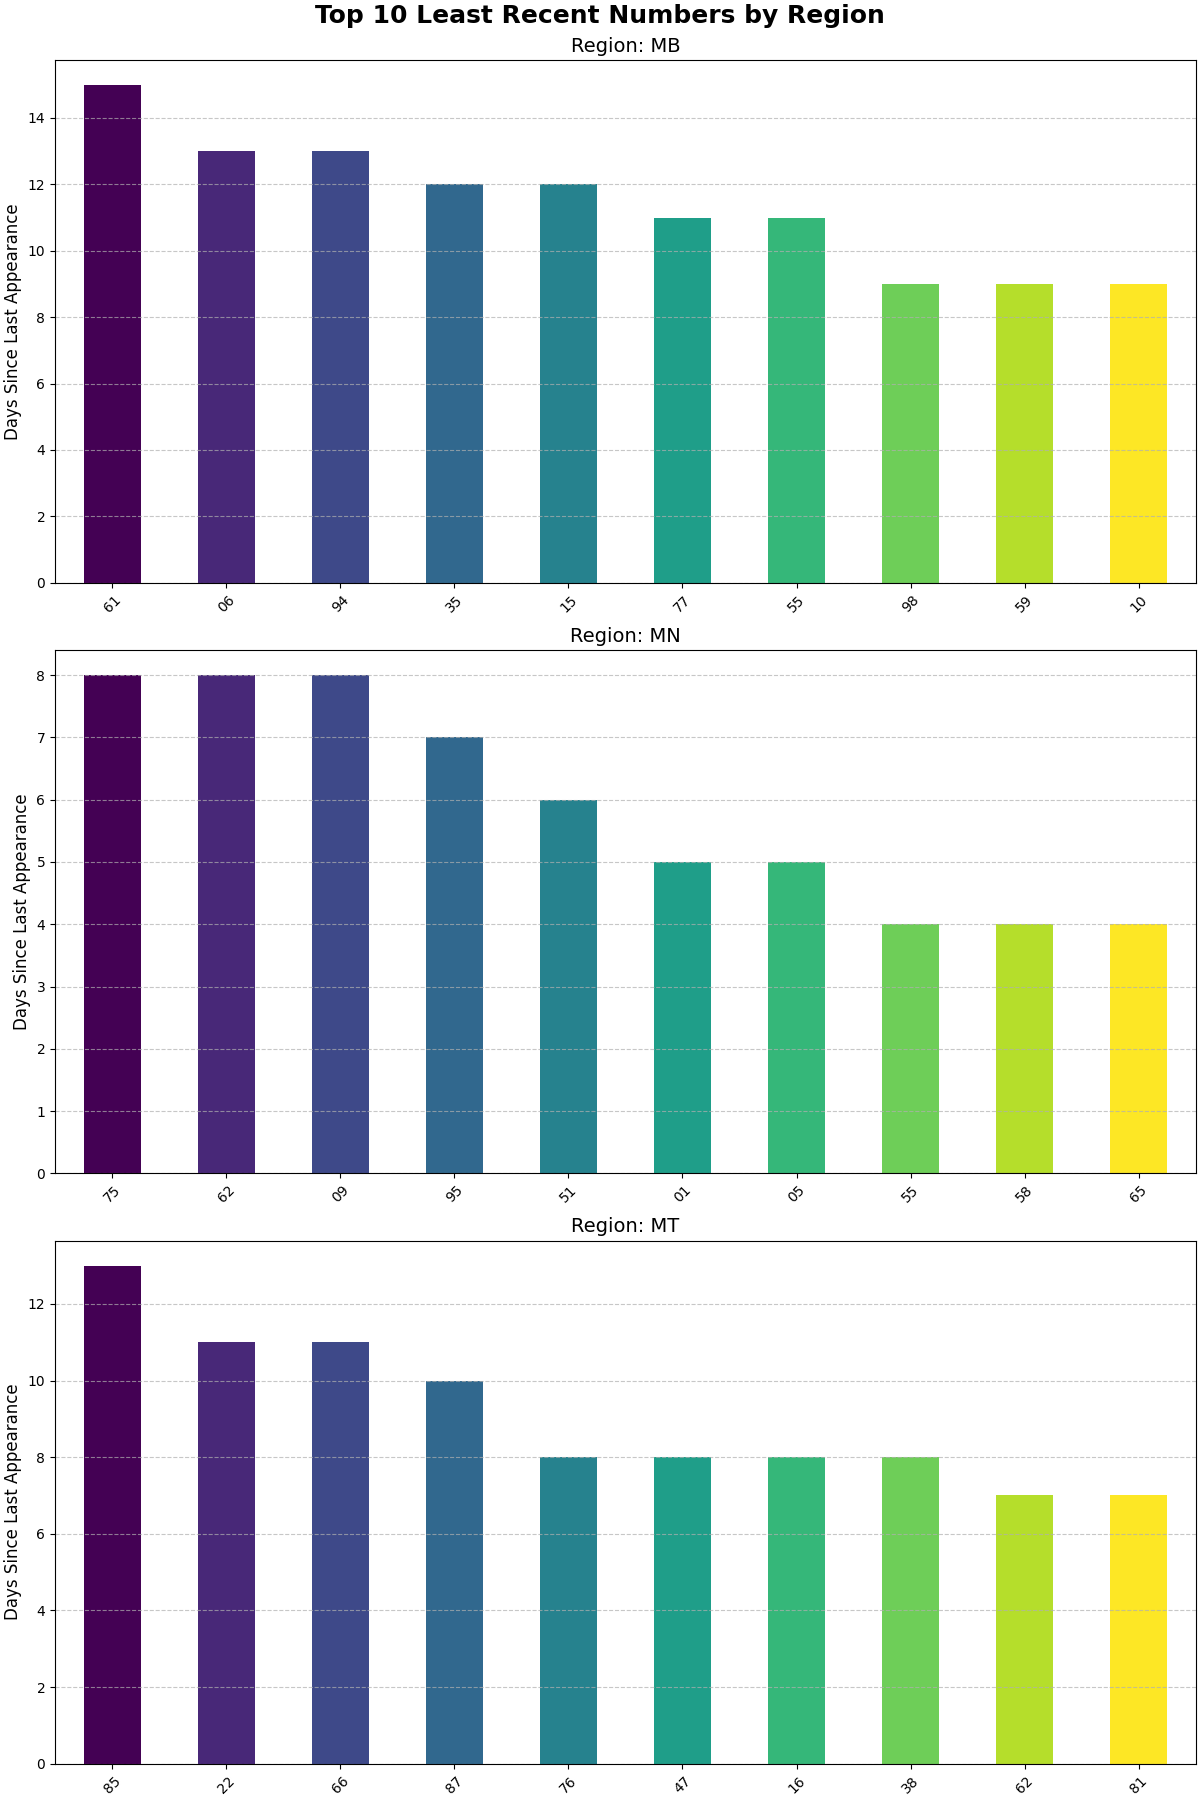 Top 10 Least Recent Numbers by Region
Region: MB
Days Since Last Appearance
14
12
10
8
6
4
2
0
61 06 94 35 15 77 55 98 59 10
Region: MN
Days Since Last Appearance
8
7
6
5
4
3
2
1
0
75 62 09 95 51 01 05 55 58 65
Region: MT
Days Since Last Appearance
12
10
8
6
4
2
0
85 22 66 87 76 47 16 38 62 81